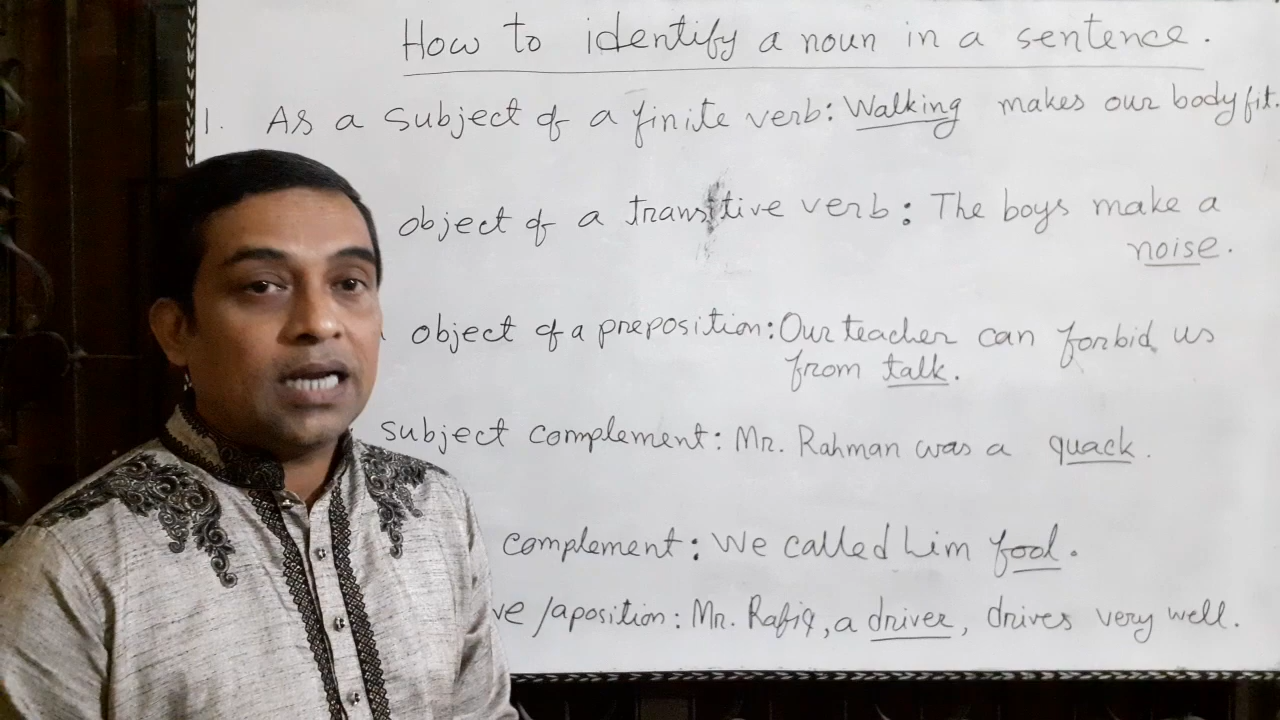 How to identify a noun in a sentence.
1. As a subject of a finite verb: Walking makes our body fit.
object of a transitive verb: The boys make a
noise.
object of a preposition: Our teacher can forbid us
from talk.
subject complement: Mr. Rahman was a quack.
complement: We called him fool.
ve/aposition: Mr. Rafiq, a driver, drives very well.